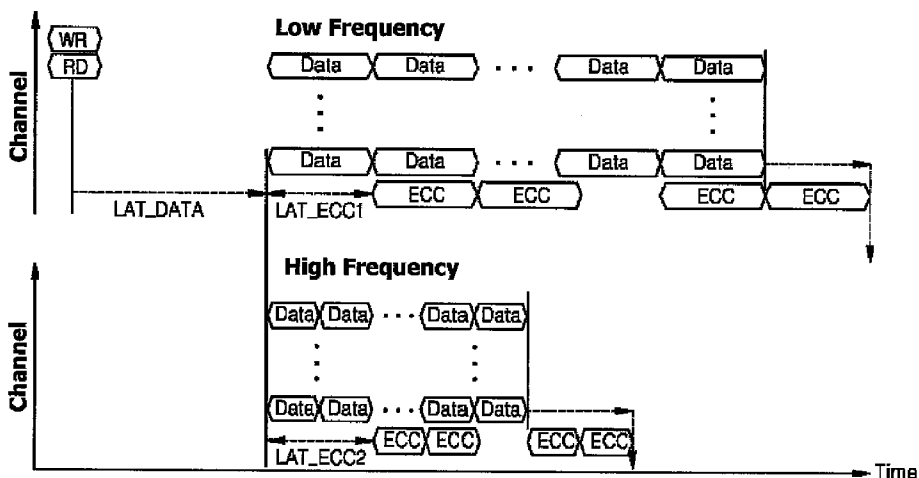 Channel
WR
RD
Low Frequency
Data Data ... Data Data
Data Data ... Data Data
LAT_DATA
LAT_ECC1
ECC ECC ECC ECC
Channel
High Frequency
Data Data ... Data Data
Data Data ... Data Data
LAT_ECC2
ECC ECC ECC ECC
Time